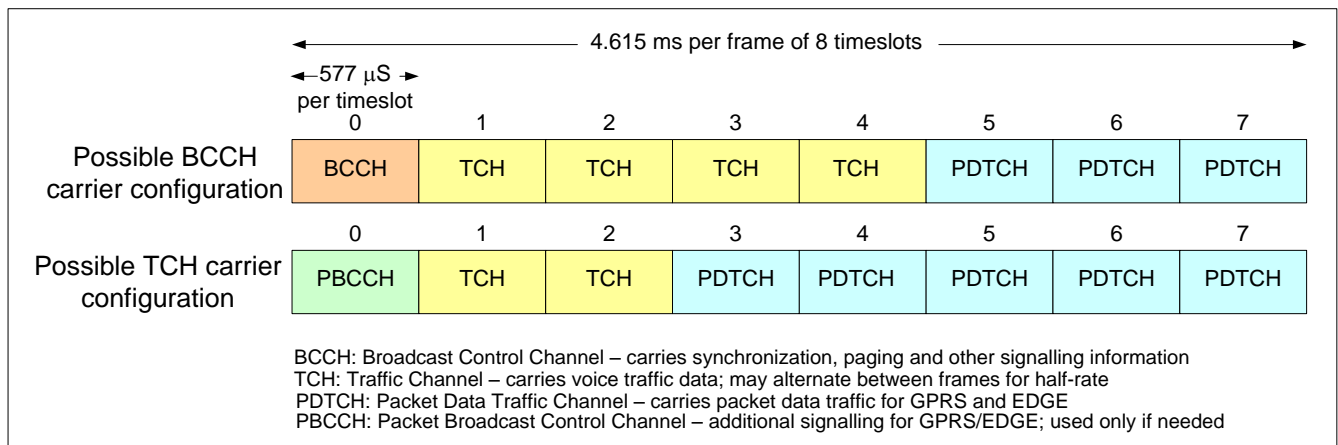 4.615 ms per frame of 8 timeslots
577 μS
per timeslot
0 1 2 3 4 5 6 7
Possible BCCH
carrier configuration
BCCH TCH TCH TCH TCH PDTCH PDTCH PDTCH
0 1 2 3 4 5 6 7
Possible TCH carrier
configuration
PBCCH TCH TCH PDTCH PDTCH PDTCH PDTCH PDTCH
BCCH: Broadcast Control Channel – carries synchronization, paging and other signalling information
TCH: Traffic Channel – carries voice traffic data; may alternate between frames for half-rate
PDTCH: Packet Data Traffic Channel – carries packet data traffic for GPRS and EDGE
PBCCH: Packet Broadcast Control Channel – additional signalling for GPRS/EDGE; used only if needed